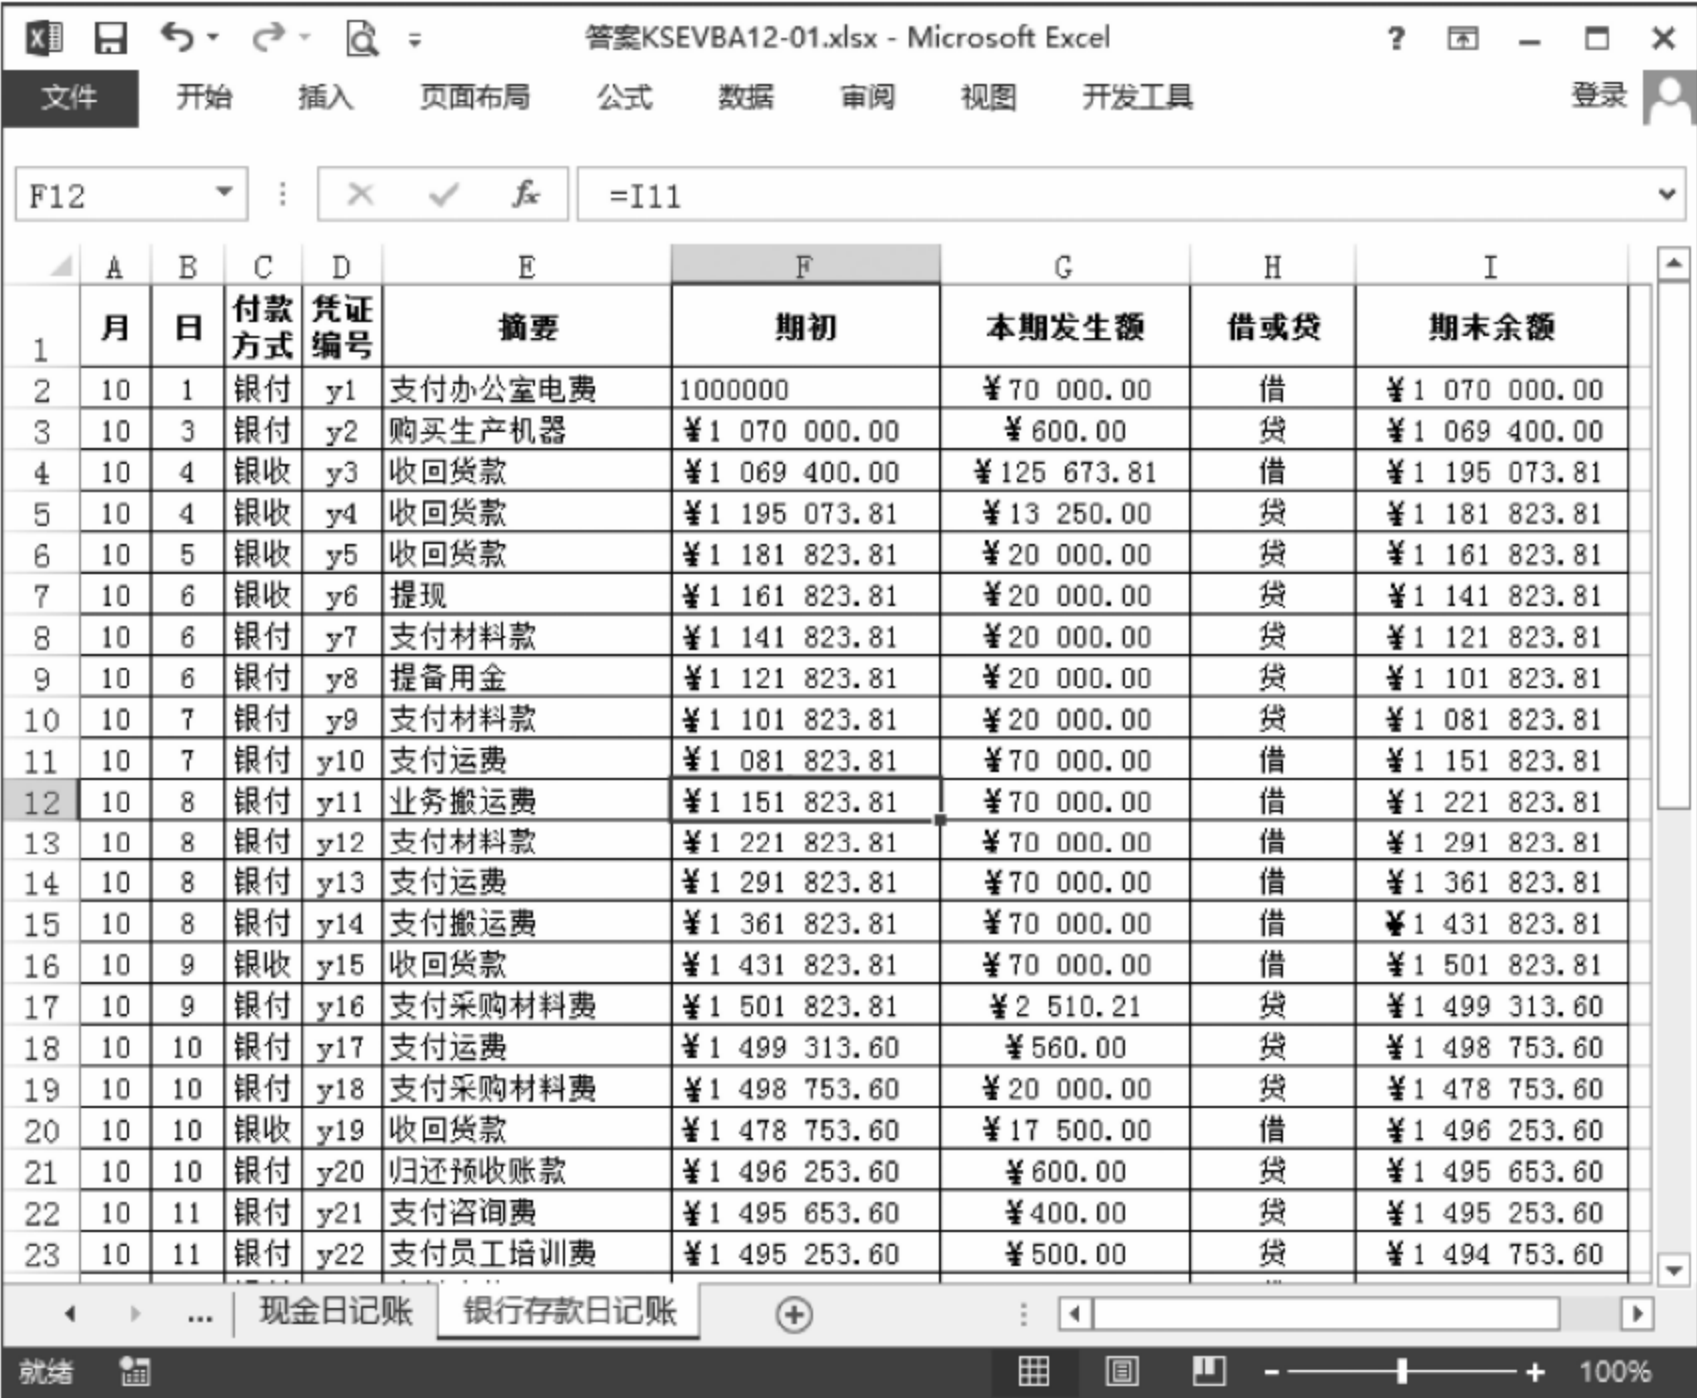 答案KSEVBA12-01.xlsx - Microsoft Excel ?
文件 开始 插入 页面布局 公式 数据 审阅 视图 开发工具 登录
F12 fx =I11
A B C D E F G H I
1 月 日 付款方式 凭证编号 摘要 期初 本期发生额 借或贷 期末余额
2 10 1 银付 y1 支付办公室电费 1000000 ¥70 000.00 借 ¥1 070 000.00
3 10 3 银付 y2 购买生产机器 ¥1 070 000.00 ¥600.00 贷 ¥1 069 400.00
4 10 4 银收 y3 收回货款 ¥1 069 400.00 ¥125 673.81 借 ¥1 195 073.81
5 10 4 银收 y4 收回货款 ¥1 195 073.81 ¥13 250.00 贷 ¥1 181 823.81
6 10 5 银收 y5 收回货款 ¥1 181 823.81 ¥20 000.00 贷 ¥1 161 823.81
7 10 6 银收 y6 提现 ¥1 161 823.81 ¥20 000.00 贷 ¥1 141 823.81
8 10 6 银付 y7 支付材料款 ¥1 141 823.81 ¥20 000.00 贷 ¥1 121 823.81
9 10 6 银付 y8 提备用金 ¥1 121 823.81 ¥20 000.00 贷 ¥1 101 823.81
10 10 7 银付 y9 支付材料款 ¥1 101 823.81 ¥20 000.00 贷 ¥1 081 823.81
11 10 7 银付 y10 支付运费 ¥1 081 823.81 ¥70 000.00 借 ¥1 151 823.81
12 10 8 银付 y11 业务搬运费 ¥1 151 823.81 ¥70 000.00 借 ¥1 221 823.81
13 10 8 银付 y12 支付材料款 ¥1 221 823.81 ¥70 000.00 借 ¥1 291 823.81
14 10 8 银付 y13 支付运费 ¥1 291 823.81 ¥70 000.00 借 ¥1 361 823.81
15 10 8 银付 y14 支付搬运费 ¥1 361 823.81 ¥70 000.00 借 ¥1 431 823.81
16 10 9 银收 y15 收回货款 ¥1 431 823.81 ¥70 000.00 借 ¥1 501 823.81
17 10 9 银付 y16 支付采购材料费 ¥1 501 823.81 ¥2 510.21 贷 ¥1 499 313.60
18 10 10 银付 y17 支付运费 ¥1 499 313.60 ¥560.00 贷 ¥1 498 753.60
19 10 10 银付 y18 支付采购材料费 ¥1 498 753.60 ¥20 000.00 贷 ¥1 478 753.60
20 10 10 银收 y19 收回货款 ¥1 478 753.60 ¥17 500.00 借 ¥1 496 253.60
21 10 10 银付 y20 归还预收账款 ¥1 496 253.60 ¥600.00 贷 ¥1 495 653.60
22 10 11 银付 y21 支付咨询费 ¥1 495 653.60 ¥400.00 贷 ¥1 495 253.60
23 10 11 银付 y22 支付员工培训费 ¥1 495 253.60 ¥500.00 贷 ¥1 494 753.60
... 现金日记账 银行存款日记账
就绪 100%